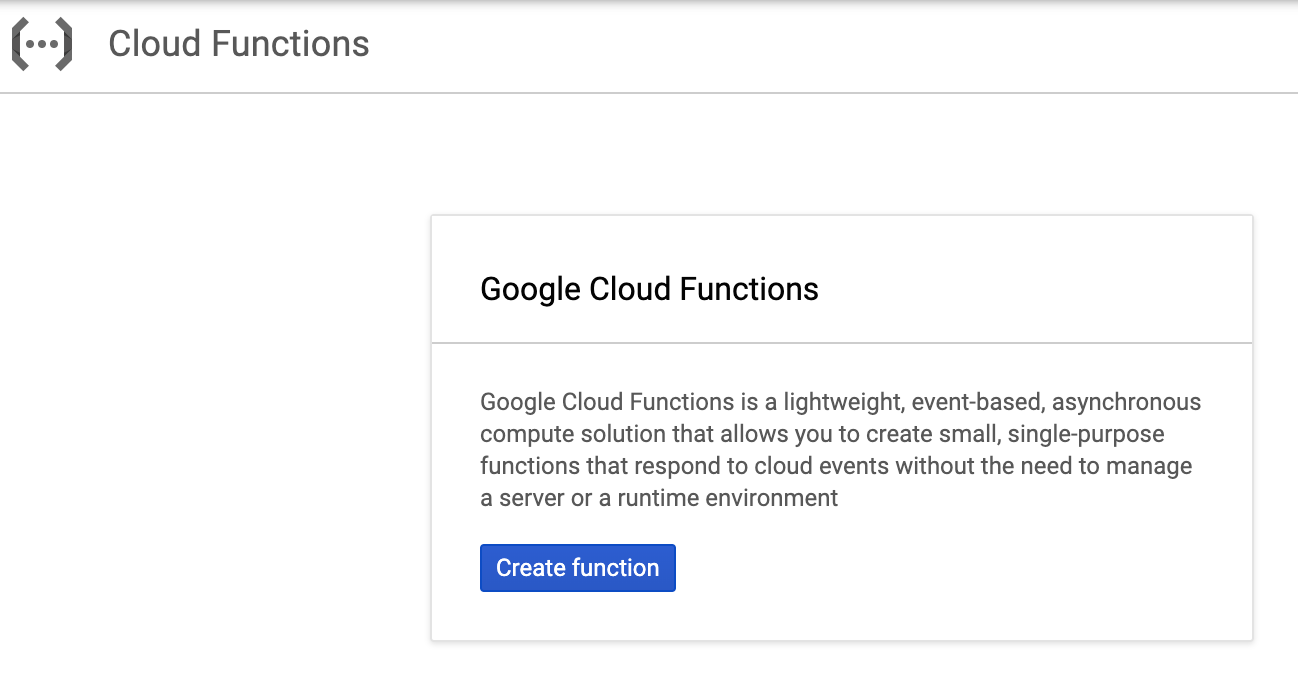 Cloud Functions
Google Cloud Functions
Google Cloud Functions is a lightweight, event-based, asynchronous
compute solution that allows you to create small, single-purpose
functions that respond to cloud events without the need to manage
a server or a runtime environment
Create function